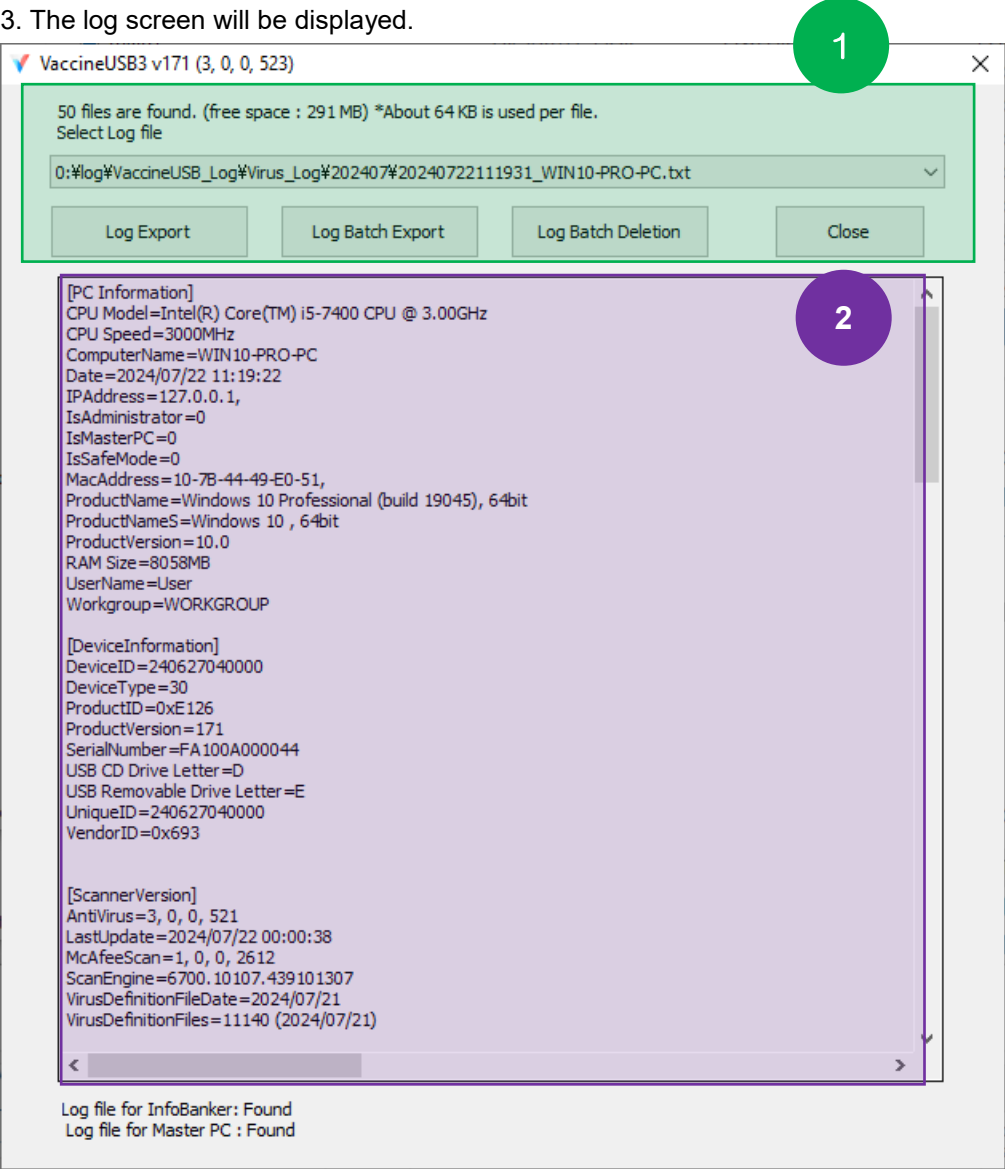 3. The log screen will be displayed.
1
VaccineUSB3 v171 (3, 0, 0, 523)
50 files are found. (free space : 291 MB) *About 64 KB is used per file.
Select Log file
0:¥log¥VaccineUSB_Log¥Virus_Log¥202407¥20240722111931_WIN10-PRO-PC.txt
Log Export Log Batch Export Log Batch Deletion Close
2
[PC Information]
CPU Model=Intel(R) Core(TM) i5-7400 CPU @ 3.00GHz
CPU Speed=3000MHz
ComputerName=WIN10-PRO-PC
Date=2024/07/22 11:19:22
IPAddress=127.0.0.1,
IsAdministrator=0
IsMasterPC=0
IsSafeMode=0
MacAddress=10-7B-44-49-E0-51,
ProductName=Windows 10 Professional (build 19045), 64bit
ProductNameS=Windows 10 , 64bit
ProductVersion=10.0
RAM Size=8058MB
UserName=User
Workgroup=WORKGROUP
[DeviceInformation]
DeviceID=240627040000
DeviceType=30
ProductID=0xE126
ProductVersion=171
SerialNumber=FA100A000044
USB CD Drive Letter=D
USB Removable Drive Letter=E
UniqueID=240627040000
VendorID=0x693
[ScannerVersion]
AntiVirus=3, 0, 0, 521
LastUpdate=2024/07/22 00:00:38
McAfeeScan=1, 0, 0, 2612
ScanEngine=6700.10107.439101307
VirusDefinitionFileDate=2024/07/21
VirusDefinitionFiles=11140 (2024/07/21)
Log file for InfoBanker: Found
Log file for Master PC : Found